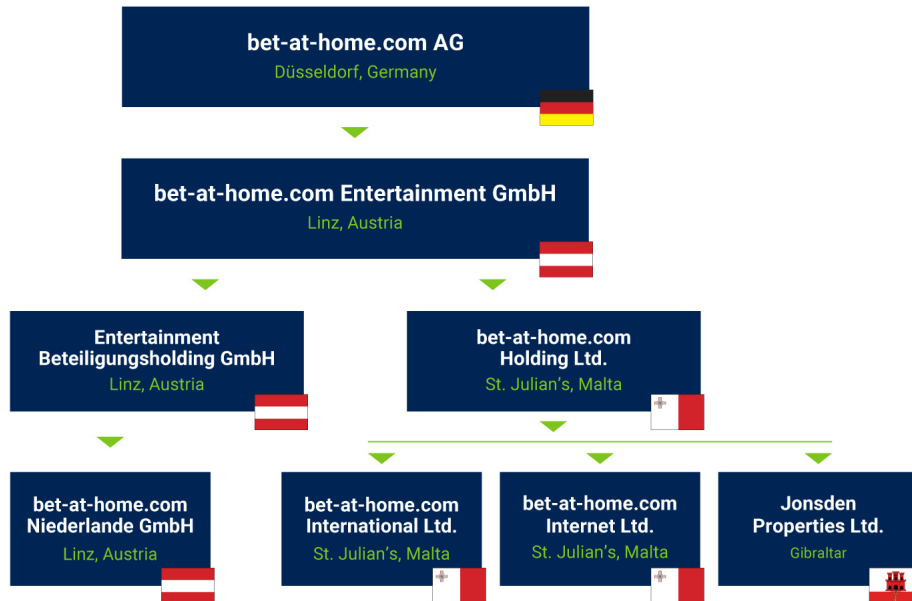 bet-at-home.com AG
Düsseldorf, Germany
bet-at-home.com Entertainment GmbH
Linz, Austria
Entertainment
Beteiligungsholding GmbH
Linz, Austria
bet-at-home.com
Holding Ltd.
St. Julian's, Malta
bet-at-home.com
Niederlande GmbH
Linz, Austria
bet-at-home.com
International Ltd.
St. Julian's, Malta
bet-at-home.com
Internet Ltd.
St. Julian's, Malta
Jonsden
Properties Ltd.
Gibraltar